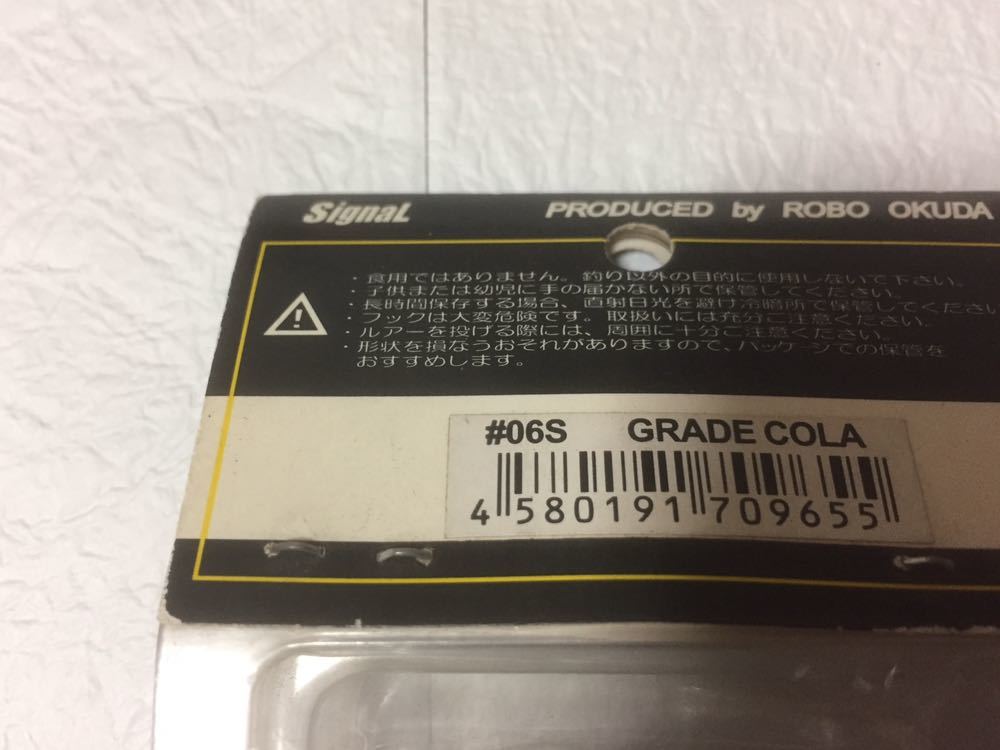 SignaL PRODUCED by ROBO OKUDA
・食用ではありません。釣り以外の目的に使用しないで下さい。
・子供または幼児に手の届かない所で保管してください。
・長時間保存する場合、直射日光を避け冷暗所で保管してくださ
・フックは大変危険です。取扱いには充分ご注意ください。
・ルアーを投げる際には、周囲に十分ご注意ください。
・形状を損なうおそれがありますので、パッケージでの保管を
おすすめします。
#06S GRADE COLA
4 580191 709655